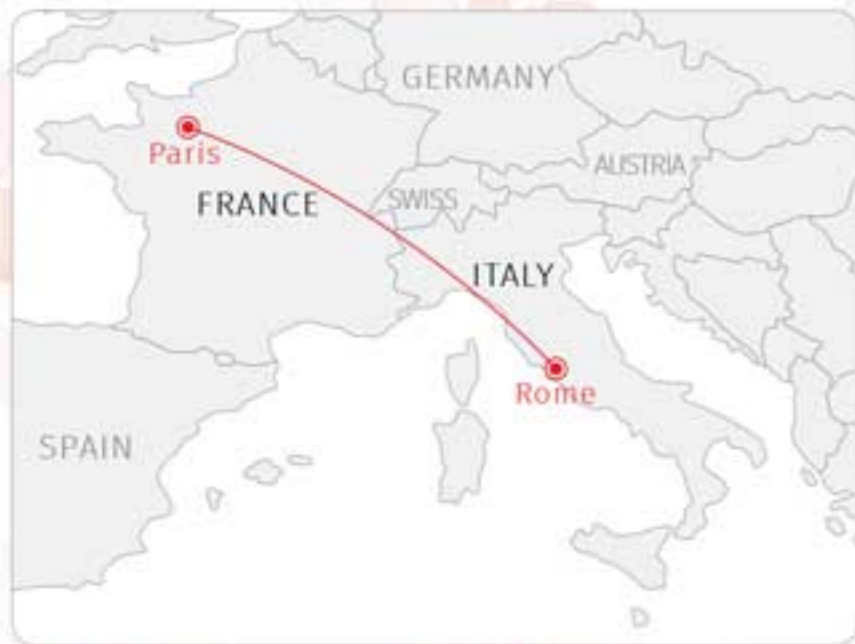 GERMANY
Paris
AUSTRIA
SWISS
FRANCE
ITALY
Rome
SPAIN